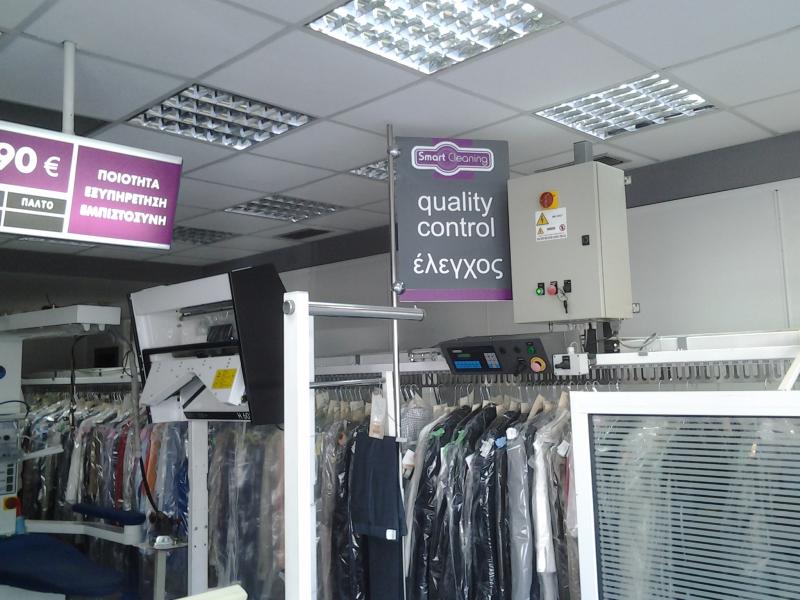 90 €
ΠΑΛΤΟ
ΠΟΙΟΤΗΤΑ
ΕΞΥΠΗΡΕΤΗΣΗ
ΕΜΠΙΣΤΟΣΥΝΗ
Smart Cleaning
quality
control
έλεγχος